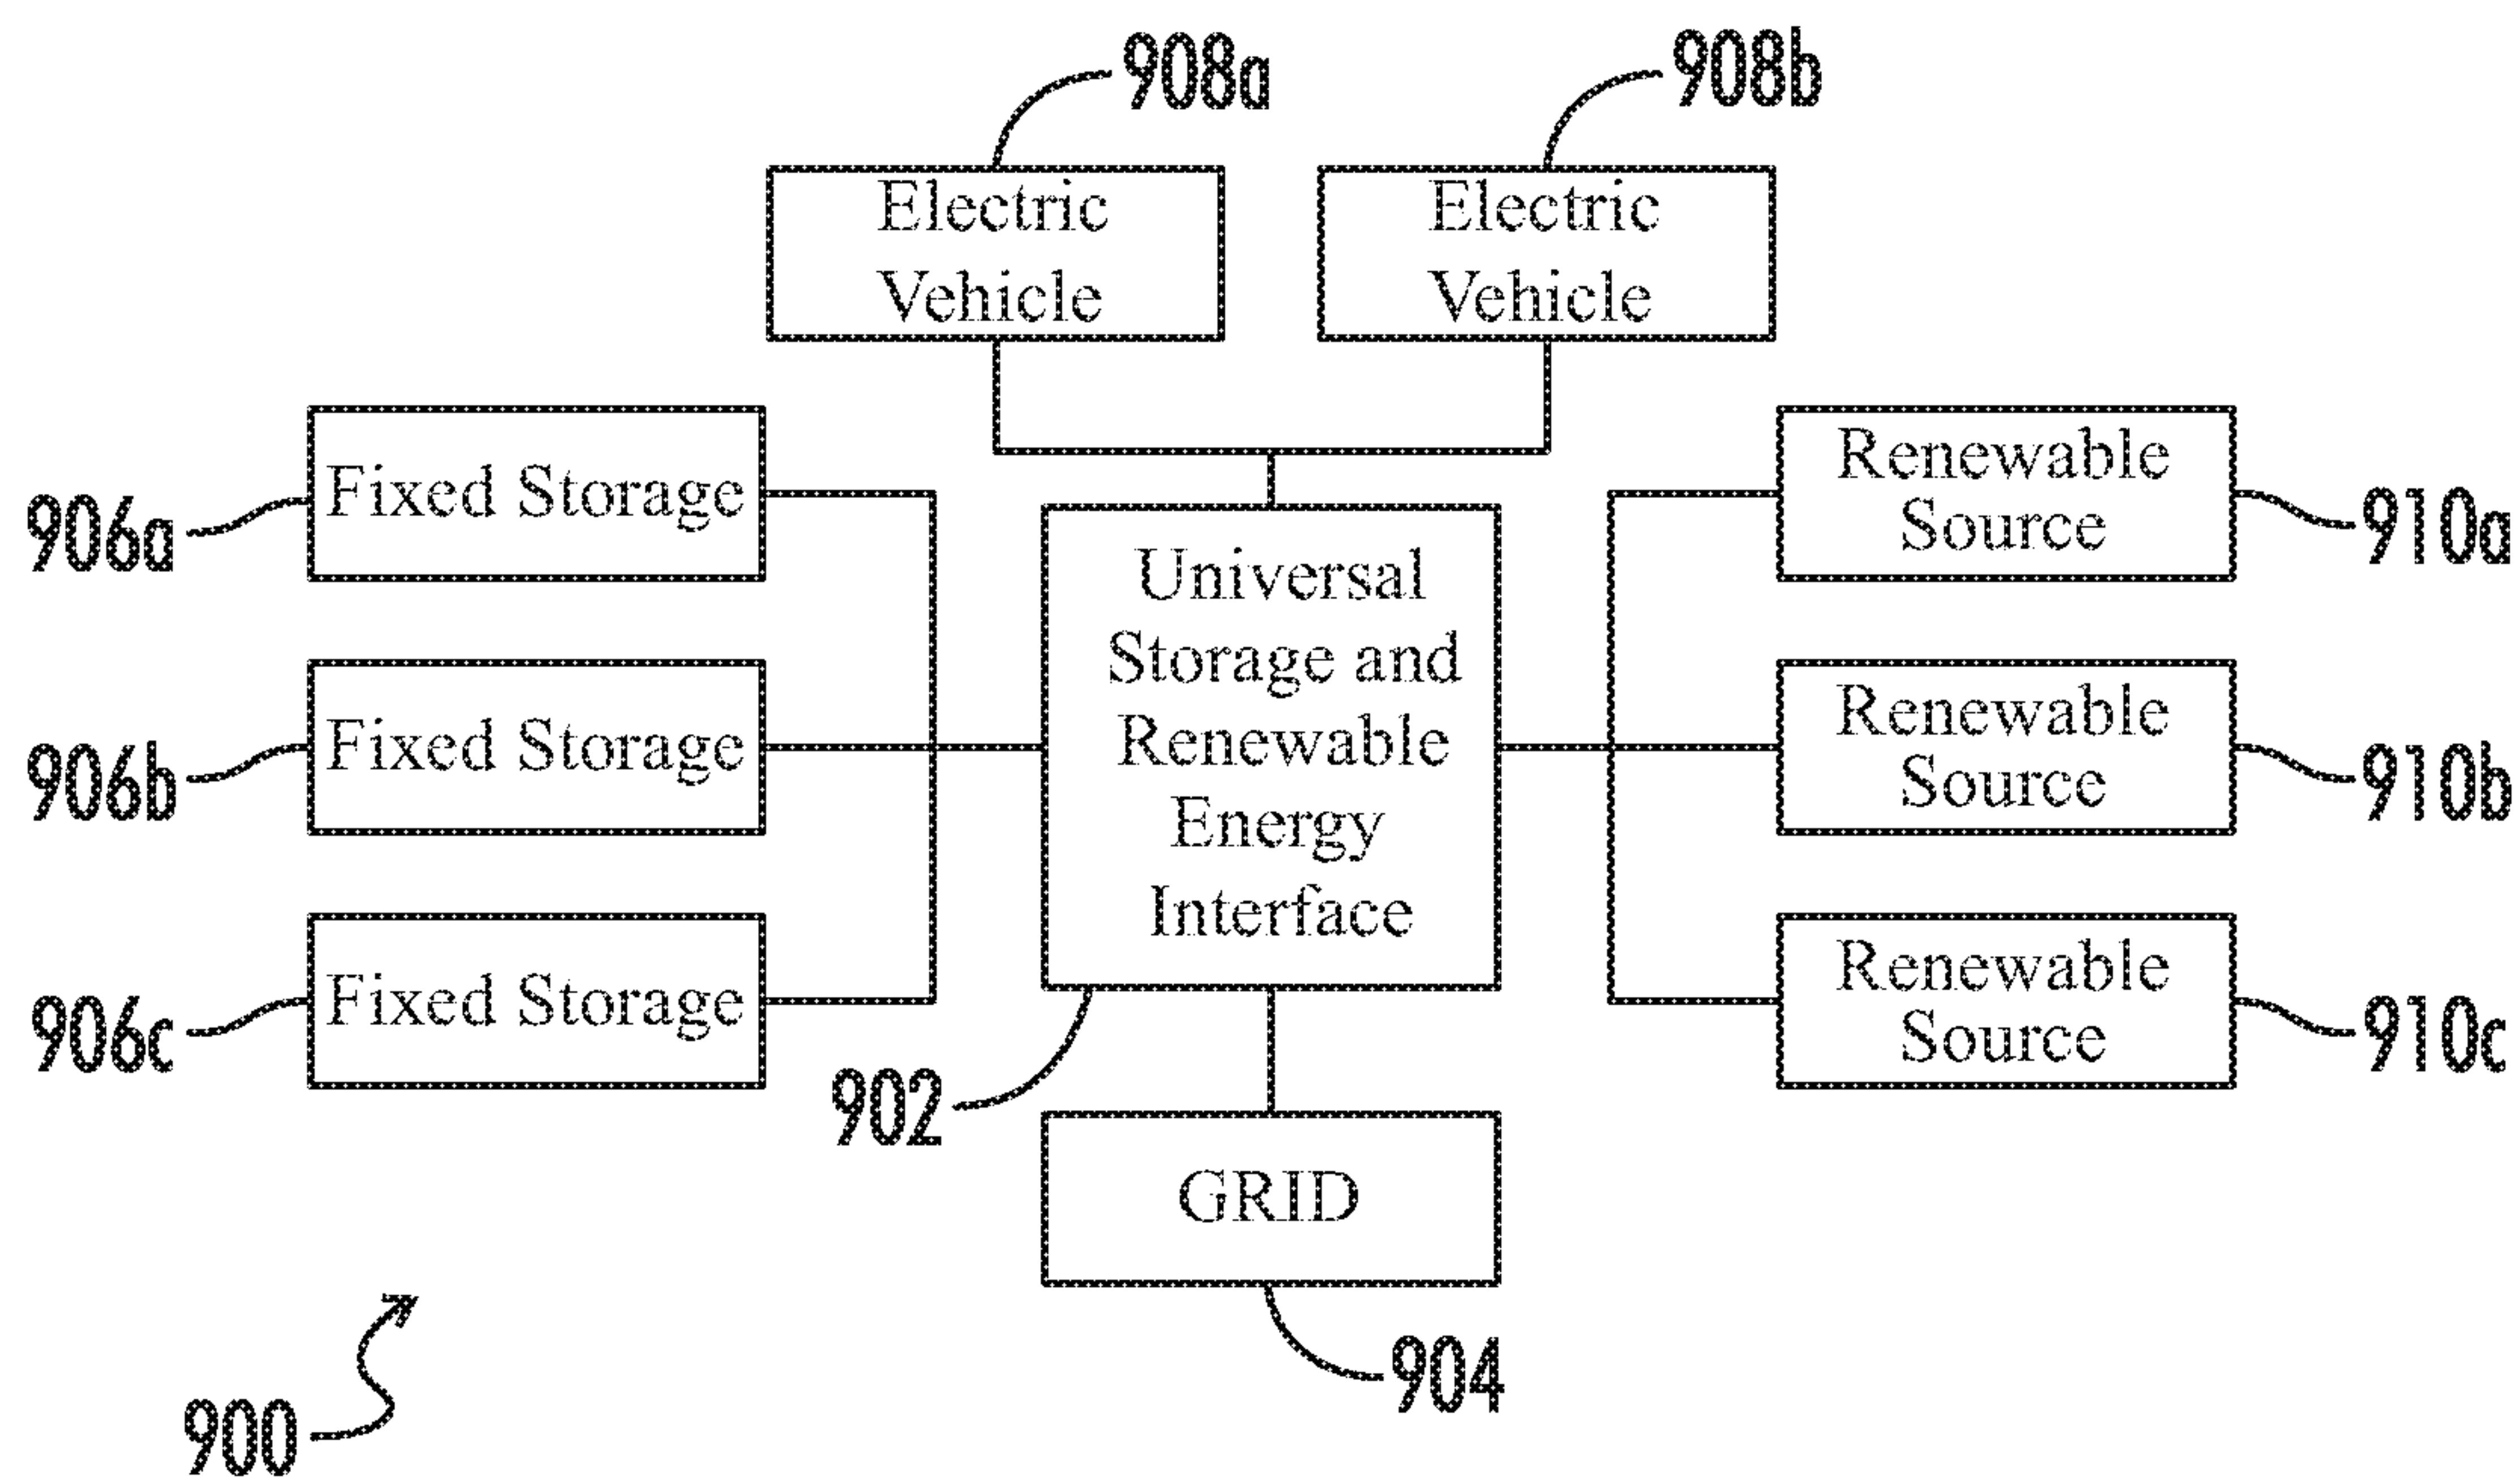 908a
908b
Electric
Vehicle
Electric
Vehicle
906a
Fixed Storage
906b
Fixed Storage
906c
Fixed Storage
Universal
Storage and
Renewable
Energy
Interface
902
Renewable
Source
910a
Renewable
Source
910b
Renewable
Source
910c
GRID
904
900